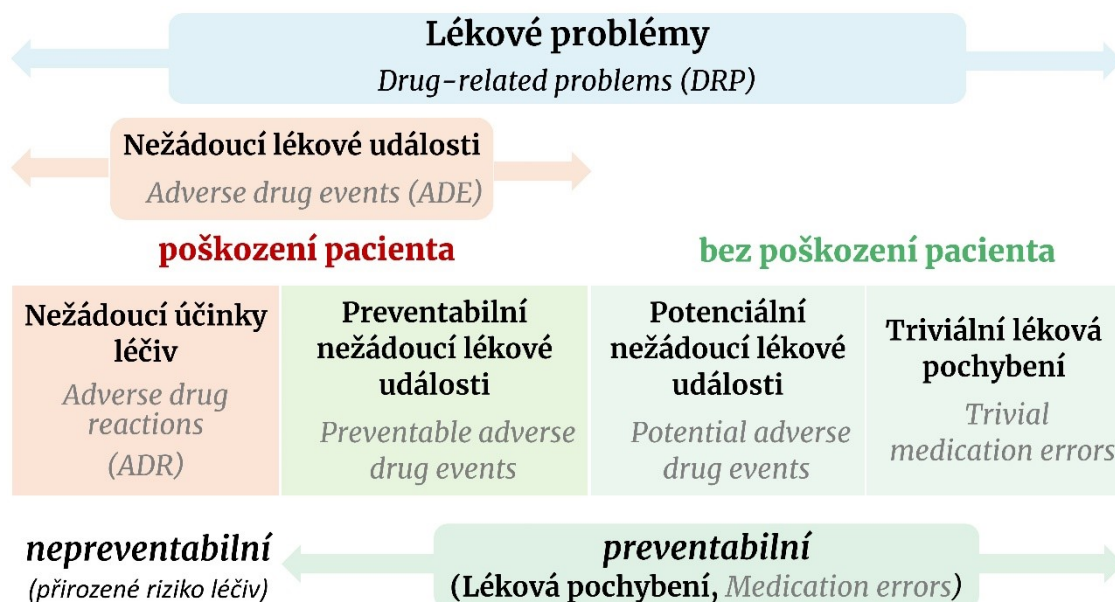 Lékové problémy
Drug-related problems (DRP)
Nežádoucí lékové události
Adverse drug events (ADE)
poškození pacienta
bez poškození pacienta
Nežádoucí účinky
léčiv
Adverse drug
reactions
(ADR)
Preventabilní
nežádoucí lékové
události
Preventable adverse
drug events
Potenciální
nežádoucí lékové
události
Potential adverse
drug events
Triviální léková
pochybení
Trivial
medication errors
nepreventabilní
(přirozené riziko léčiv)
preventabilní
(Léková pochybení, Medication errors)